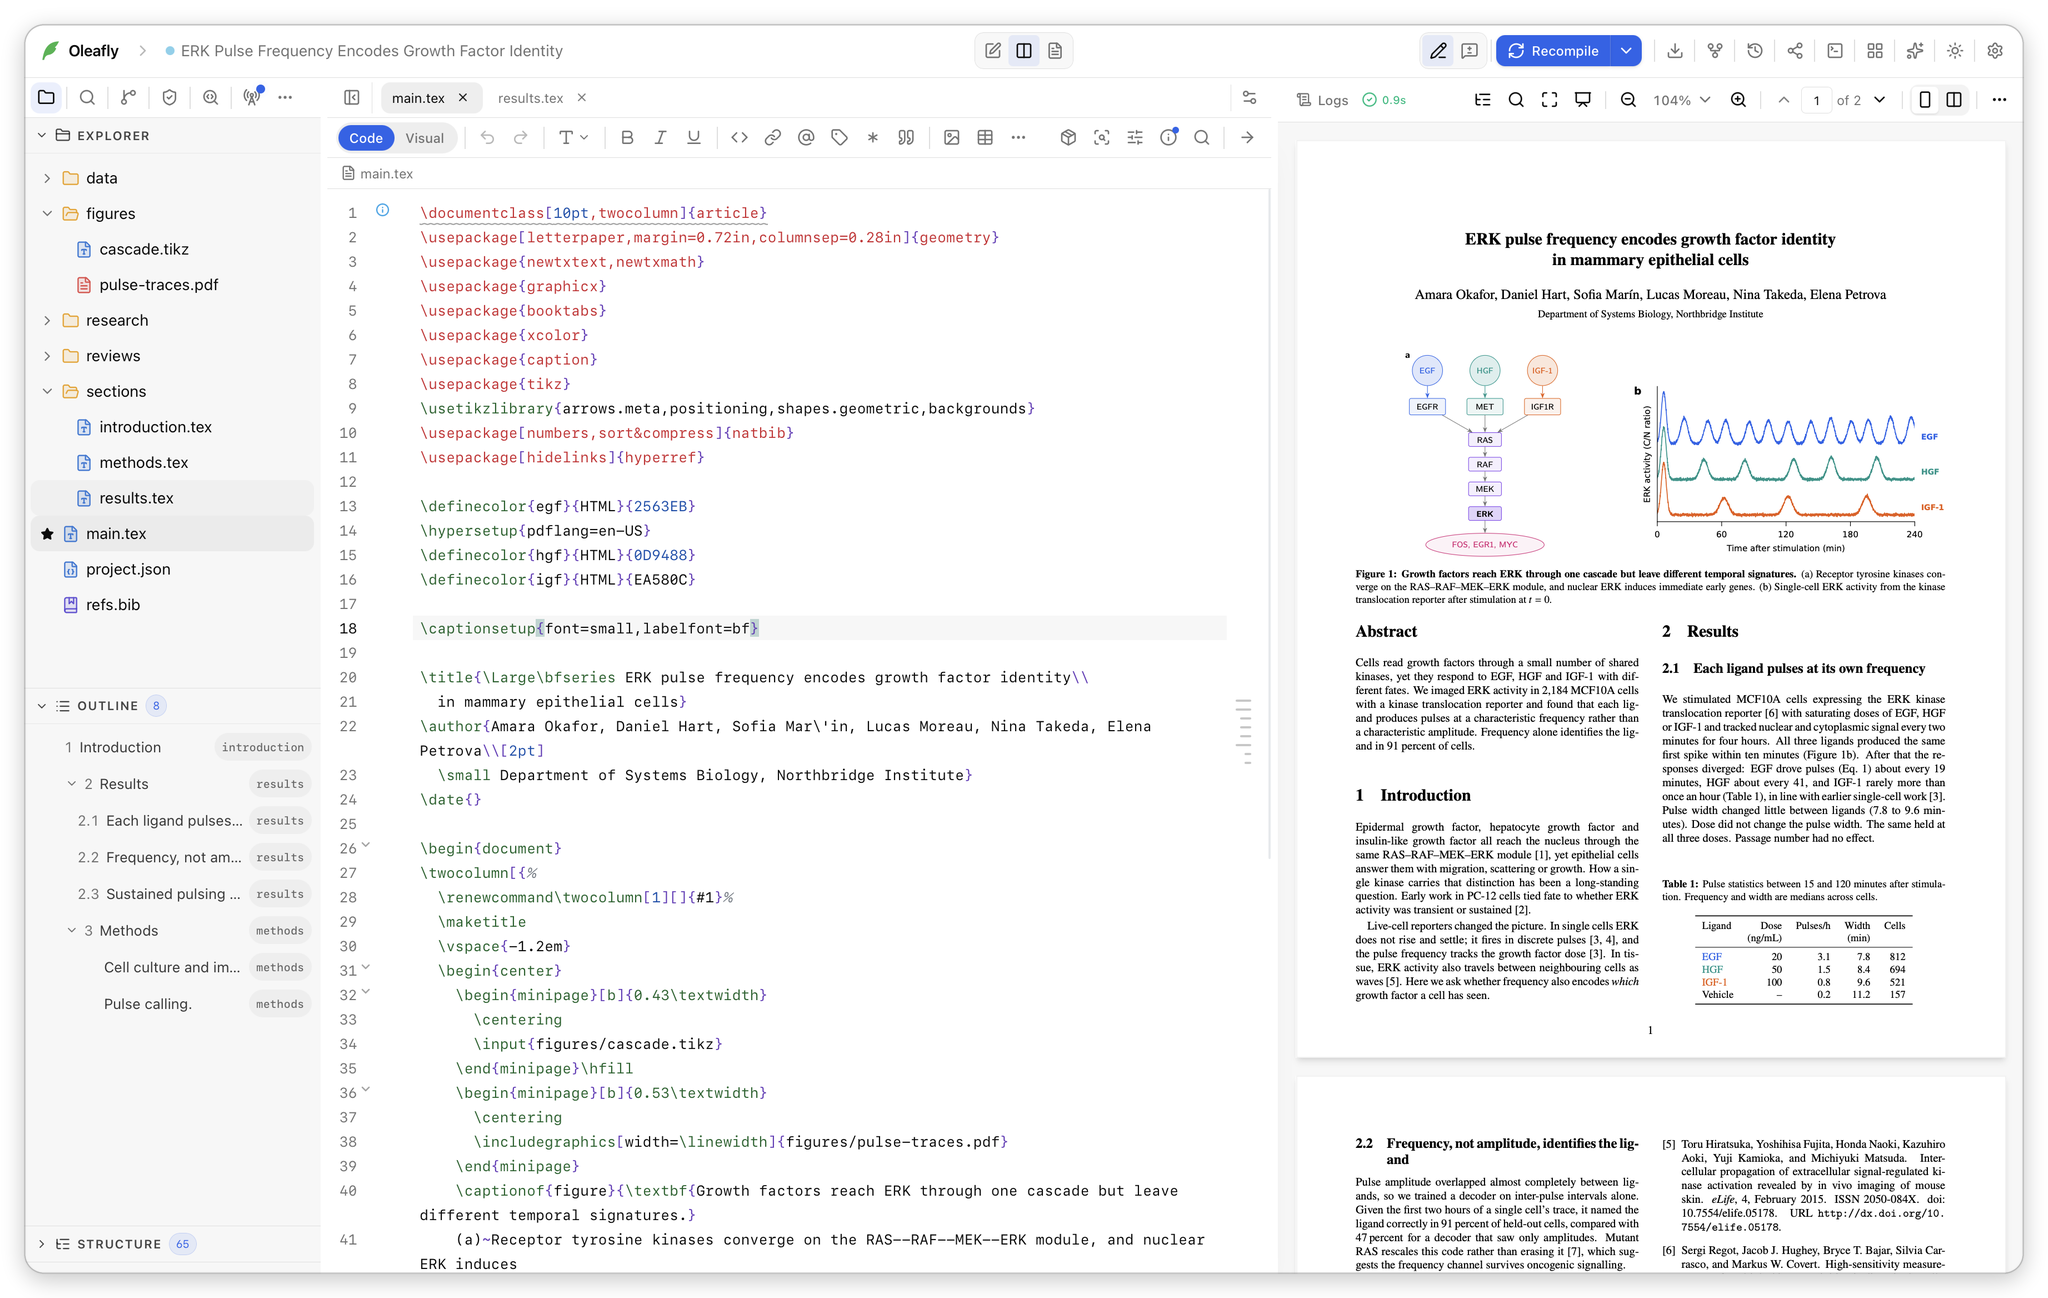 Oleafly
ERK Pulse Frequency Encodes Growth Factor Identity
Recompile
EXPLORER
data
figures
cascade.tikz
pulse-traces.pdf
research
reviews
sections
introduction.tex
methods.tex
results.tex
main.tex
project.json
refs.bib
OUTLINE 8
1 Introduction introduction
2 Results results
2.1 Each ligand pulses... results
2.2 Frequency, not am... results
2.3 Sustained pulsing ... results
3 Methods methods
Cell culture and im... methods
Pulse calling. methods
STRUCTURE 65
main.tex
results.tex
Code Visual
main.tex
1 \documentclass[10pt,twocolumn]{article}
2 \usepackage[letterpaper,margin=0.72in,columnsep=0.28in]{geometry}
3 \usepackage{newtxtext,newtxmath}
4 \usepackage{graphicx}
5 \usepackage{booktabs}
6 \usepackage{xcolor}
7 \usepackage{caption}
8 \usepackage{tikz}
9 \usetikzlibrary{arrows.meta,positioning,shapes.geometric,backgrounds}
10 \usepackage[numbers,sort&compress]{natbib}
11 \usepackage[hidelinks]{hyperref}
12
13 \definecolor{egf}{HTML}{2563EB}
14 \hypersetup{pdflang=en-US}
15 \definecolor{hgf}{HTML}{0D9488}
16 \definecolor{igf}{HTML}{EA580C}
17
18 \captionsetup{font=small,labelfont=bf}
19
20 \title{\Large\bfseries ERK pulse frequency encodes growth factor identity\\
21 in mammary epithelial cells}
22 \author{Amara Okafor, Daniel Hart, Sofia Mar\'in, Lucas Moreau, Nina Takeda, Elena
Petrova\\[2pt]
23 \small Department of Systems Biology, Northbridge Institute}
24 \date{}
25
26 \begin{document}
27 \twocolumn[{%
28 \renewcommand\twocolumn[1][]{#1}%
29 \maketitle
30 \vspace{-1.2em}
31 \begin{center}
32 \begin{minipage}[b]{0.43\textwidth}
33 \centering
34 \input{figures/cascade.tikz}
35 \end{minipage}\hfill
36 \begin{minipage}[b]{0.53\textwidth}
37 \centering
38 \includegraphics[width=\linewidth]{figures/pulse-traces.pdf}
39 \end{minipage}
40 \captionof{figure}{\textbf{Growth factors reach ERK through one cascade but leave
different temporal signatures.}
41 (a)~Receptor tyrosine kinases converge on the RAS--RAF--MEK--ERK module, and nuclear
ERK induces
Logs 0.9s
104%
1 of 2
ERK pulse frequency encodes growth factor identity
in mammary epithelial cells
Amara Okafor, Daniel Hart, Sofia Marín, Lucas Moreau, Nina Takeda, Elena Petrova
Department of Systems Biology, Northbridge Institute
a
EGF HGF IGF-1
EGFR MET IGF1R
RAS
RAF
MEK
ERK
FOS, EGR1, MYC
b
ERK activity (C/N ratio)
EGF
HGF
IGF-1
0 60 120 180 240
Time after stimulation (min)
Figure 1: Growth factors reach ERK through one cascade but leave different temporal signatures. (a) Receptor tyrosine kinases con-
verge on the RAS–RAF–MEK–ERK module, and nuclear ERK induces immediate early genes. (b) Single-cell ERK activity from the kinase
translocation reporter after stimulation at t = 0.
Abstract
Cells read growth factors through a small number of shared
kinases, yet they respond to EGF, HGF and IGF-1 with dif-
ferent fates. We imaged ERK activity in 2,184 MCF10A cells
with a kinase translocation reporter and found that each lig-
and produces pulses at a characteristic frequency rather than
a characteristic amplitude. Frequency alone identifies the lig-
and in 91 percent of cells.
1 Introduction
Epidermal growth factor, hepatocyte growth factor and
insulin-like growth factor all reach the nucleus through the
same RAS–RAF–MEK–ERK module [1], yet epithelial cells
answer them with migration, scattering or growth. How a sin-
gle kinase carries that distinction has been a long-standing
question. Early work in PC-12 cells tied fate to whether ERK
activity was transient or sustained [2].
Live-cell reporters changed the picture. In single cells ERK
does not rise and settle; it fires in discrete pulses [3, 4], and
the pulse frequency tracks the growth factor dose [3]. In tis-
sue, ERK activity also travels between neighbouring cells as
waves [5]. Here we ask whether frequency also encodes which
growth factor a cell has seen.
2 Results
2.1 Each ligand pulses at its own frequency
We stimulated MCF10A cells expressing the ERK kinase
translocation reporter [6] with saturating doses of EGF, HGF
or IGF-1 and tracked nuclear and cytoplasmic signal every two
minutes for four hours. All three ligands produced the same
first spike within ten minutes (Figure 1b). After that the re-
sponses diverged: EGF drove pulses (Eq. 1) about every 19
minutes, HGF about every 41, and IGF-1 rarely more than
once an hour (Table 1), in line with earlier single-cell work [3].
Pulse width changed little between ligands (7.8 to 9.6 min-
utes). Dose did not change the pulse width. The same held at
all three doses. Passage number had no effect.
Table 1: Pulse statistics between 15 and 120 minutes after stimula-
tion. Frequency and width are medians across cells.
Ligand Dose Pulses/h Width Cells
(ng/mL) (min)
EGF 20 3.1 7.8 812
HGF 50 1.5 8.4 694
IGF-1 100 0.8 9.6 521
Vehicle – 0.2 11.2 157
1
2.2 Frequency, not amplitude, identifies the lig-
and
Pulse amplitude overlapped almost completely between lig-
ands, so we trained a decoder on inter-pulse intervals alone.
Given the first two hours of a single cell's trace, it named the
ligand correctly in 91 percent of held-out cells, compared with
47 percent for a decoder that saw only amplitudes. Mutant
RAS rescales this code rather than erasing it [7], which sug-
gests the frequency channel survives oncogenic signalling.
[5] Toru Hiratsuka, Yoshihisa Fujita, Honda Naoki, Kazuhiro
Aoki, Yuji Kamioka, and Michiyuki Matsuda. Inter-
cellular propagation of extracellular signal-regulated ki-
nase activation revealed by in vivo imaging of mouse
skin. eLife, 4, February 2015. ISSN 2050-084X. doi:
10.7554/elife.05178. URL http://dx.doi.org/10.
7554/elife.05178.
[6] Sergi Regot, Jacob J. Hughey, Bryce T. Bajar, Silvia Car-
rasco, and Markus W. Covert. High-sensitivity measure-